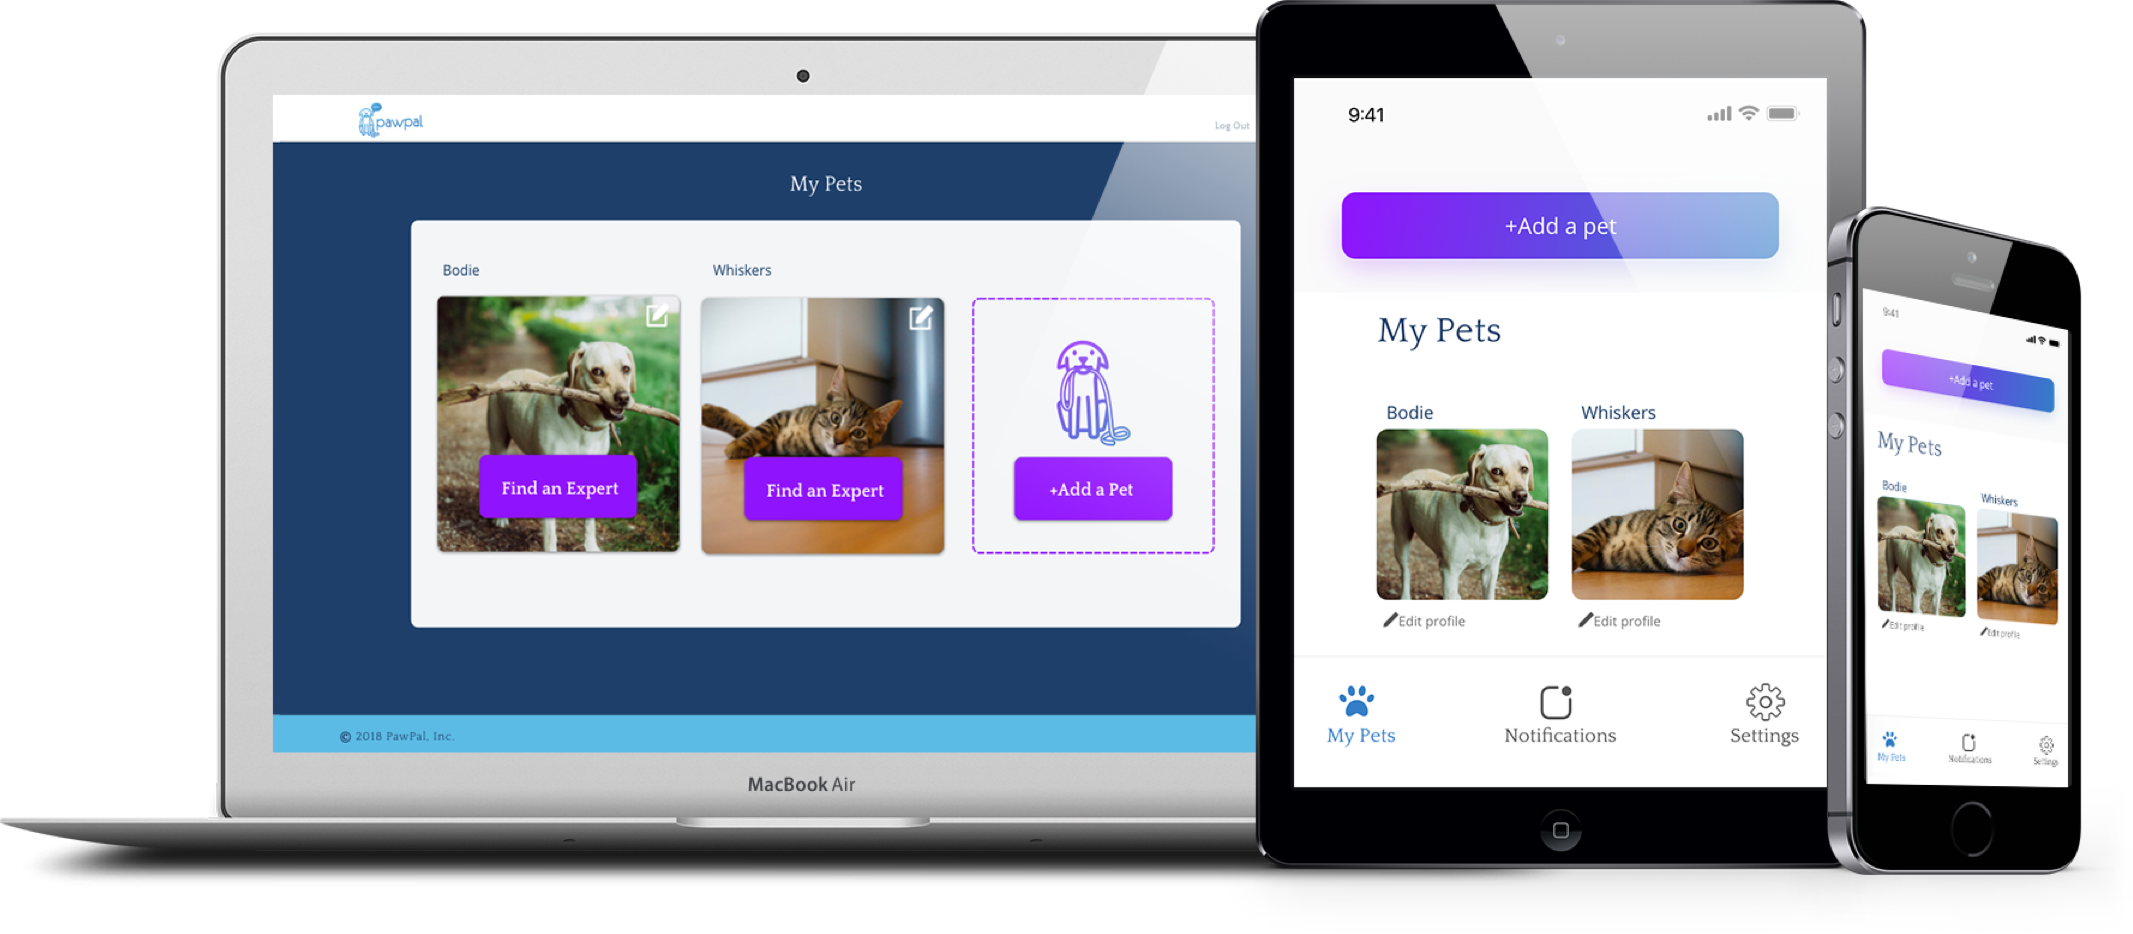 pawpal
Log Out
My Pets
Bodie
Whiskers
Find an Expert
Find an Expert
+Add a Pet
© 2018 PawPal, Inc.
MacBook Air
9:41
+Add a pet
My Pets
Bodie
Whiskers
Edit profile
Edit profile
My Pets
Notifications
Settings
9:41
+Add a pet
My Pets
Bodie
Whiskers
Edit profile
Edit profile
My Pets
Notifications
Settings